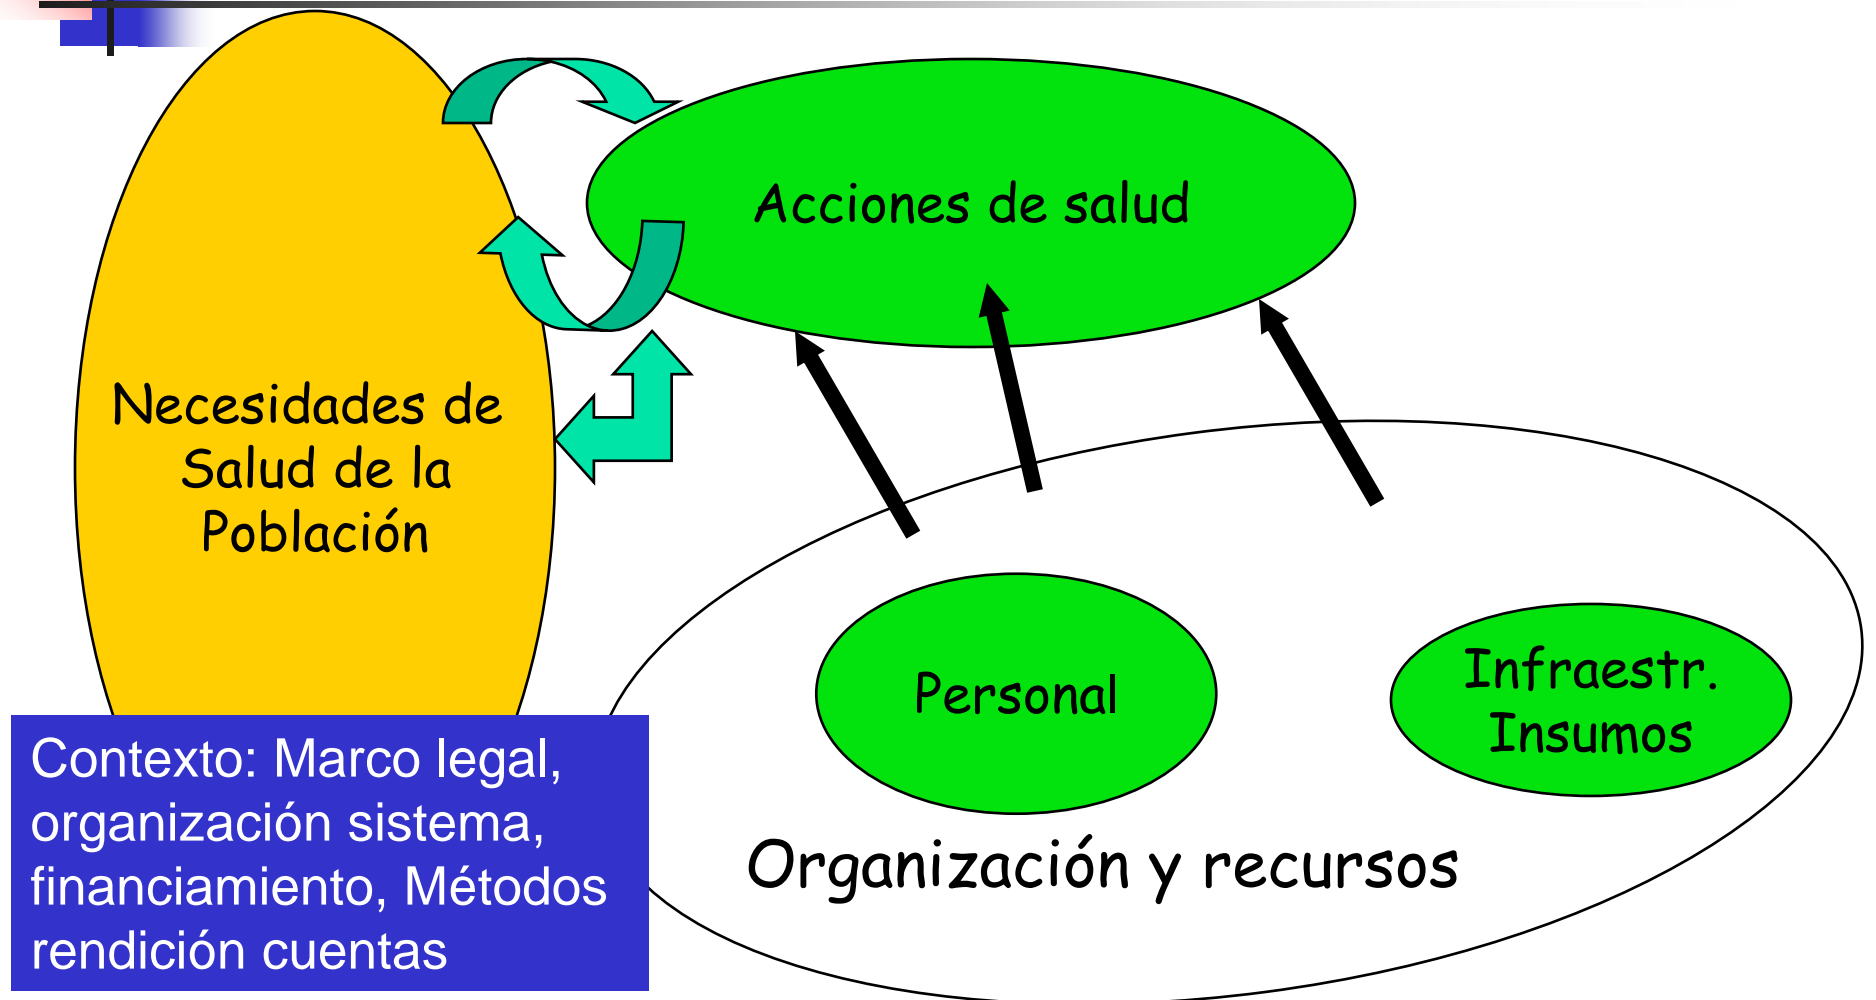 Acciones de salud
Necesidades de
Salud de la
Población
Personal
Infraestr.
Insumos
Organización y recursos
Contexto: Marco legal,
organización sistema,
financiamiento, Métodos
rendición cuentas